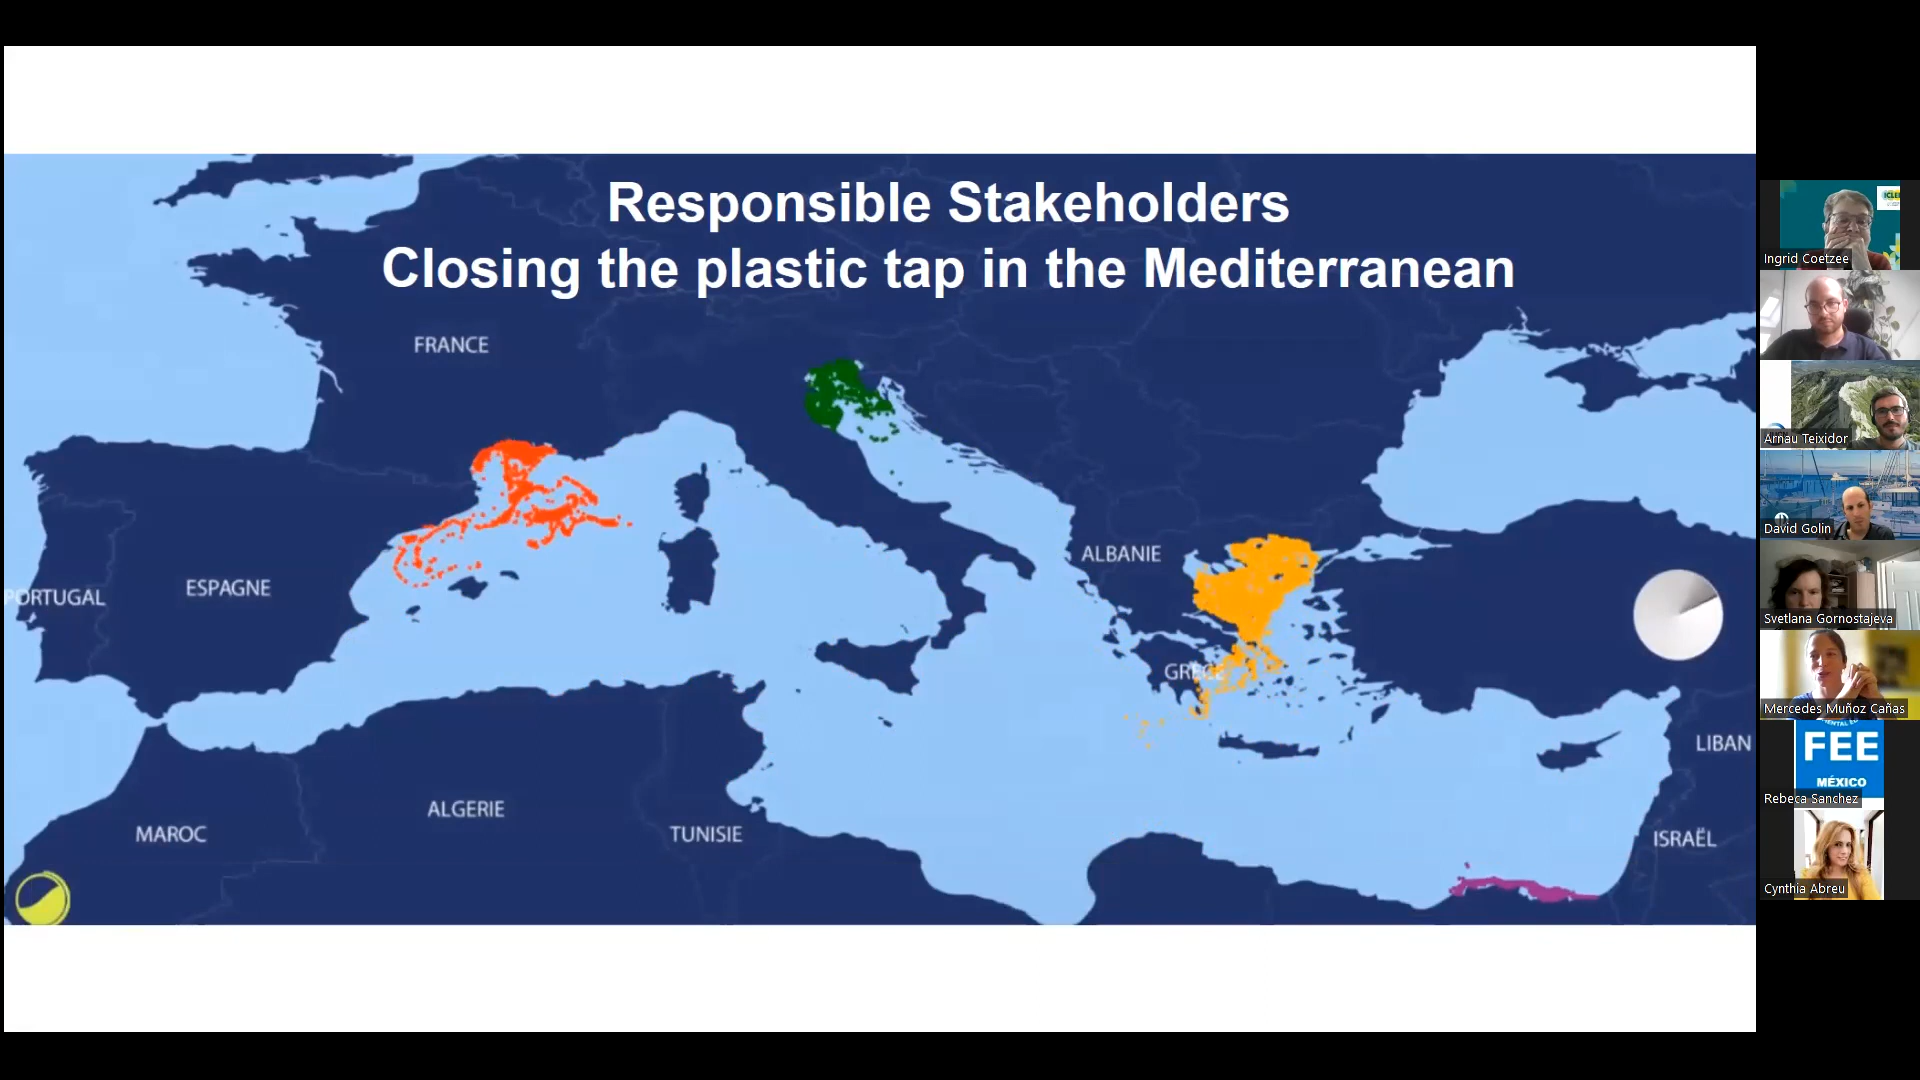 Responsible Stakeholders
Closing the plastic tap in the Mediterranean
FRANCE
PORTUGAL
ESPAGNE
ALBANIE
GRÈCE
LIBAN
ISRAËL
MAROC
ALGERIE
TUNISIE
Ingrid Coetzee
Arnau Teixidor
David Golin
Svetlana Gornostajeva
Mercedes Muñoz Cañas
FEE
MÉXICO
Rebeca Sanchez
Cynthia Abreu